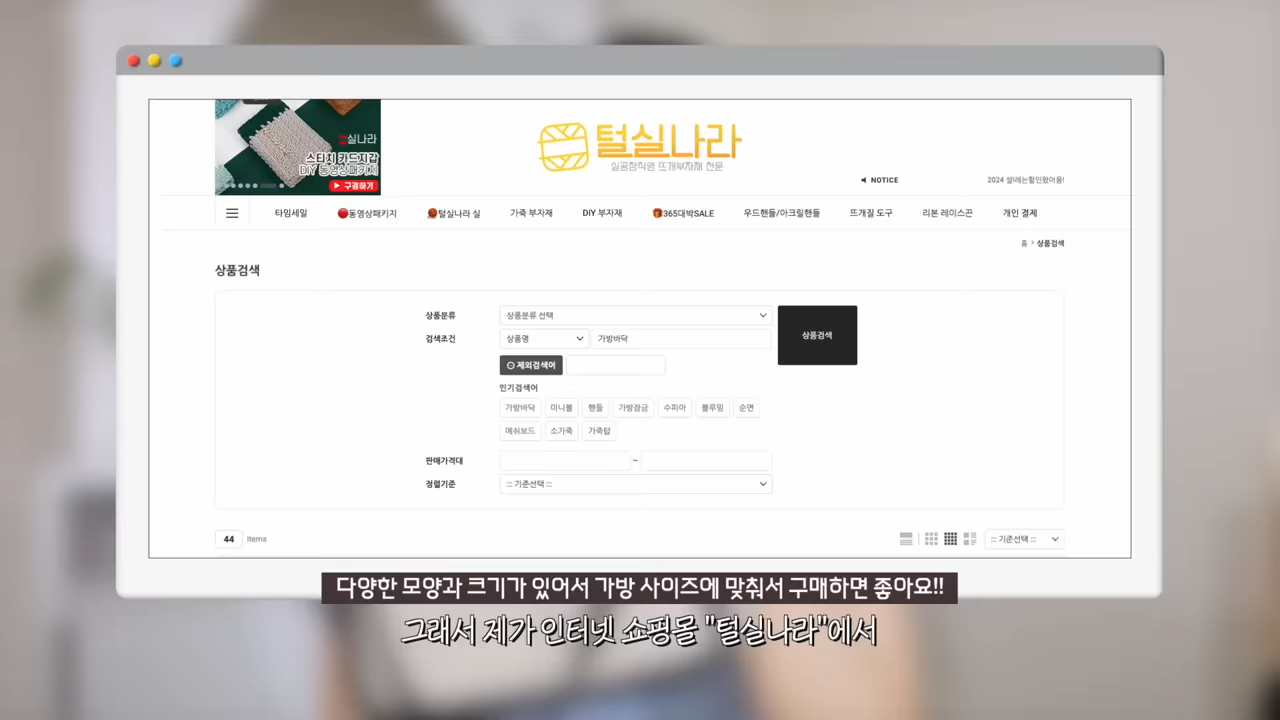 털실나라
스티치 카드지갑
DIY 동영상패키지
▶ 구경하기
털실나라
실공장직영 뜨개부자재 전문
NOTICE
2024 설레는할인왔어용!
타임세일
동영상패키지
털실나라 실
가죽 부자재
DIY 부자재
365대박SALE
우드핸들/아크릴핸들
뜨개질 도구
리본 레이스끈
개인 결제
홈 > 상품검색
상품검색
상품분류
상품분류 선택
검색조건
상품명
가방바닥
상품검색
제외검색어
인기검색어
가방바닥 미니볼 핸들 가방잠금 수피아 블루밍 순면
메쉬보드 소가죽 가죽탑
판매가격대
~
정렬기준
::: 기준선택 :::
44 Items
::: 기준선택 :::
다양한 모양과 크기가 있어서 가방 사이즈에 맞춰서 구매하면 좋아요!!
그래서 제가 인터넷 쇼핑몰 "털실나라"에서